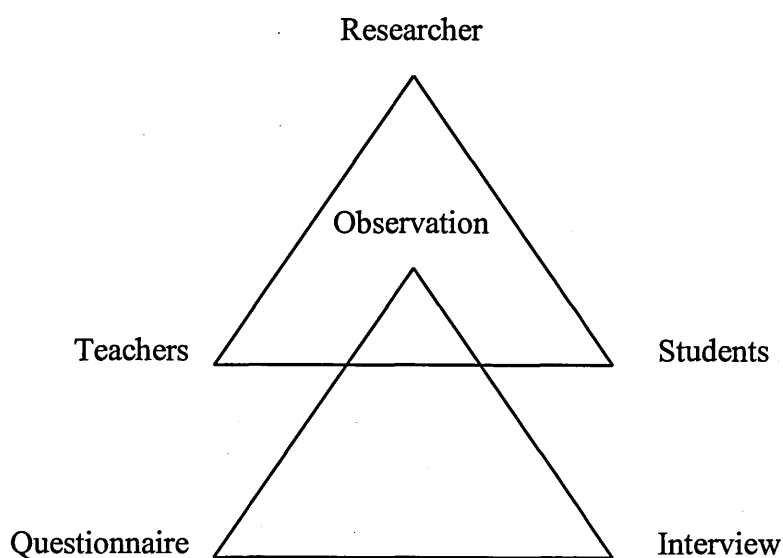 Researcher
Observation
Teachers Students
Questionnaire Interview